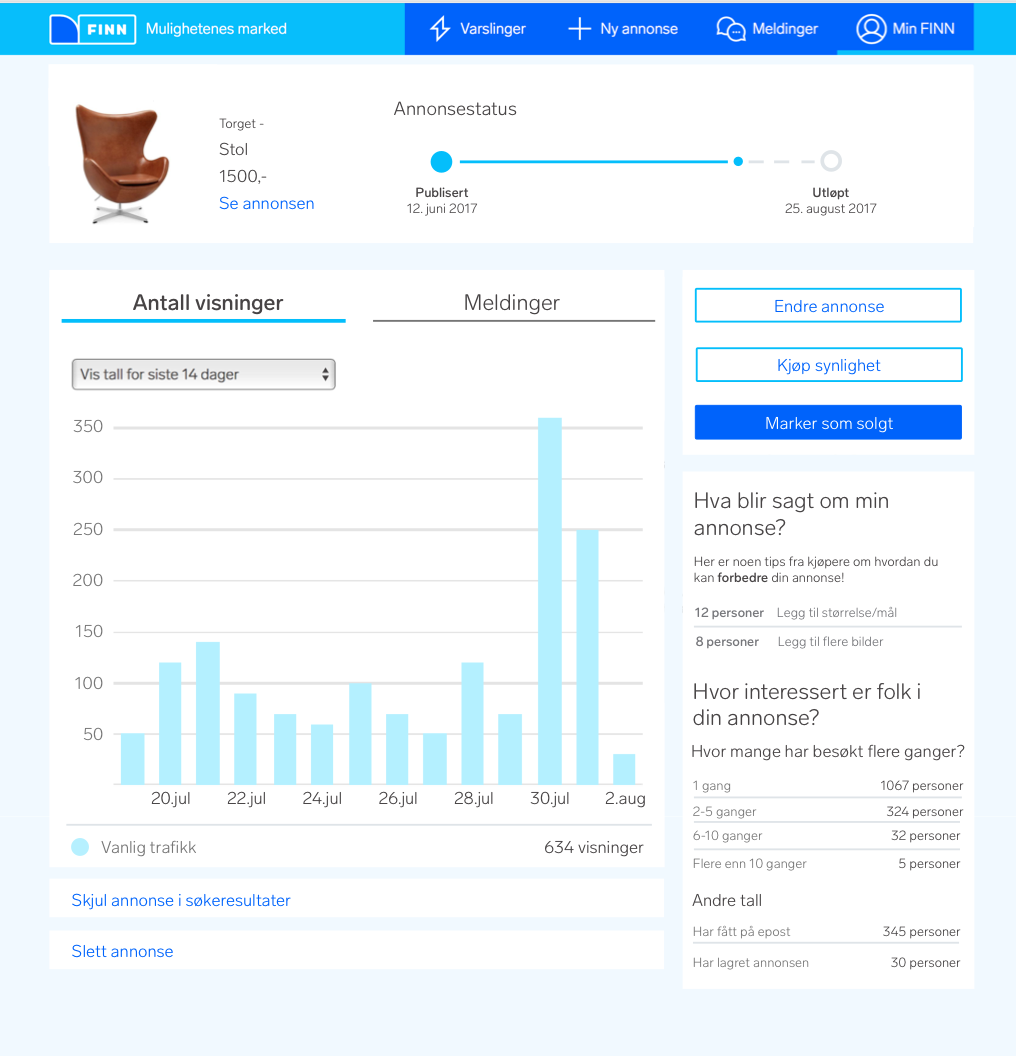 FINN Mulighetenes marked Varslinger Ny annonse Meldinger Min FINN
Annonsestatus
Torget -
Stol
1500,-
Se annonsen
Publisert
12. juni 2017
Utløpt
25. august 2017
Antall visninger Meldinger
Vis tall for siste 14 dager
350
300
250
200
150
100
50
20.jul 22.jul 24.jul 26.jul 28.jul 30.jul 2.aug
Vanlig trafikk 634 visninger
Skjul annonse i søkeresultater
Slett annonse
Endre annonse
Kjøp synlighet
Marker som solgt
Hva blir sagt om min
annonse?
Her er noen tips fra kjøpere om hvordan du
kan forbedre din annonse!
12 personer Legg til størrelse/mål
8 personer Legg til flere bilder
Hvor interessert er folk i
din annonse?
Hvor mange har besøkt flere ganger?
1 gang 1067 personer
2-5 ganger 324 personer
6-10 ganger 32 personer
Flere enn 10 ganger 5 personer
Andre tall
Har fått på epost 345 personer
Har lagret annonsen 30 personer